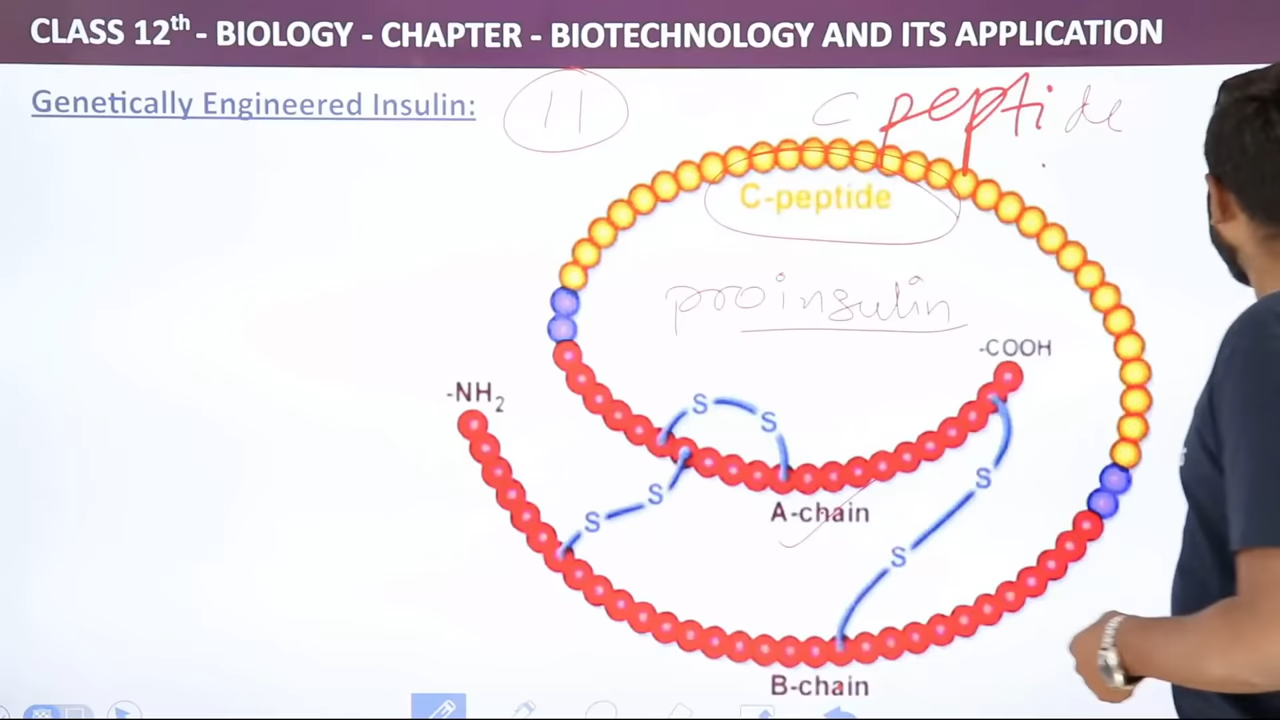 CLASS 12th - BIOLOGY - CHAPTER - BIOTECHNOLOGY AND ITS APPLICATION
Genetically Engineered Insulin:
11
C peptide
C-peptide
proinsulin
-COOH
-NH2
S S
S S
S S
A-chain
B-chain